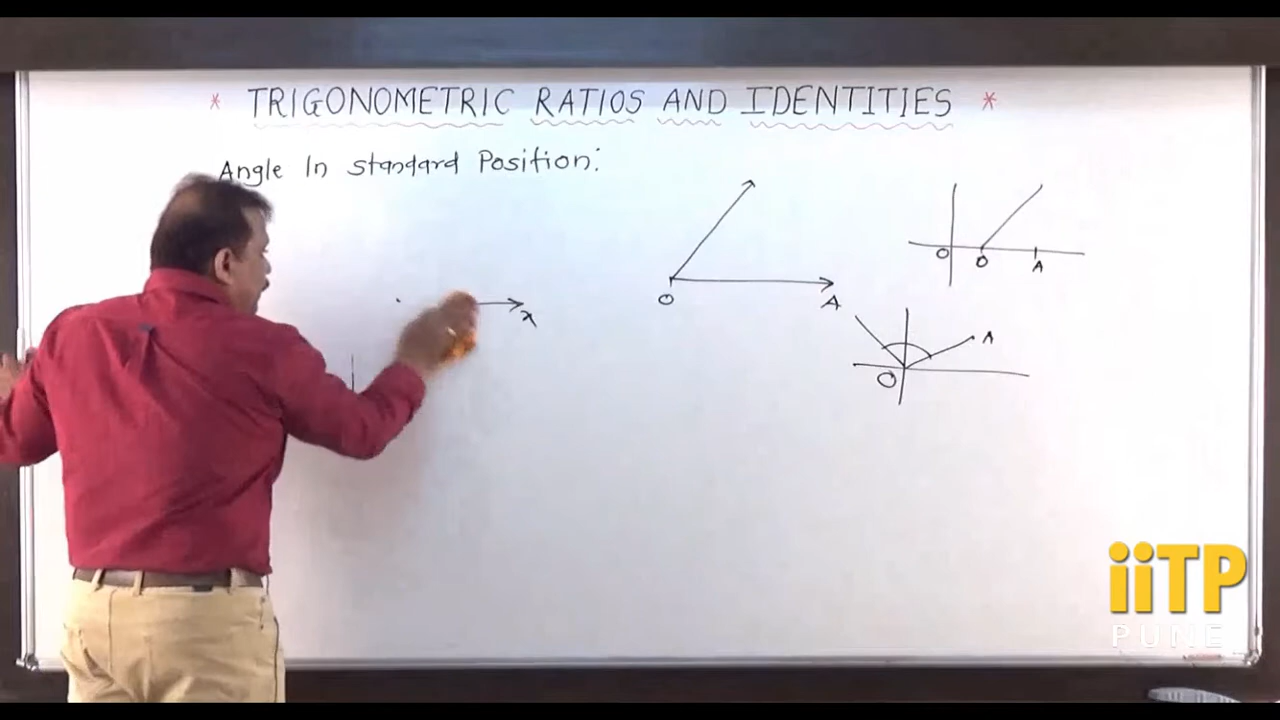 * TRIGONOMETRIC RATIOS AND IDENTITIES *
Angle In Standard Position:
x
O
A
O
O
A
A
O
iiTP
PUNE